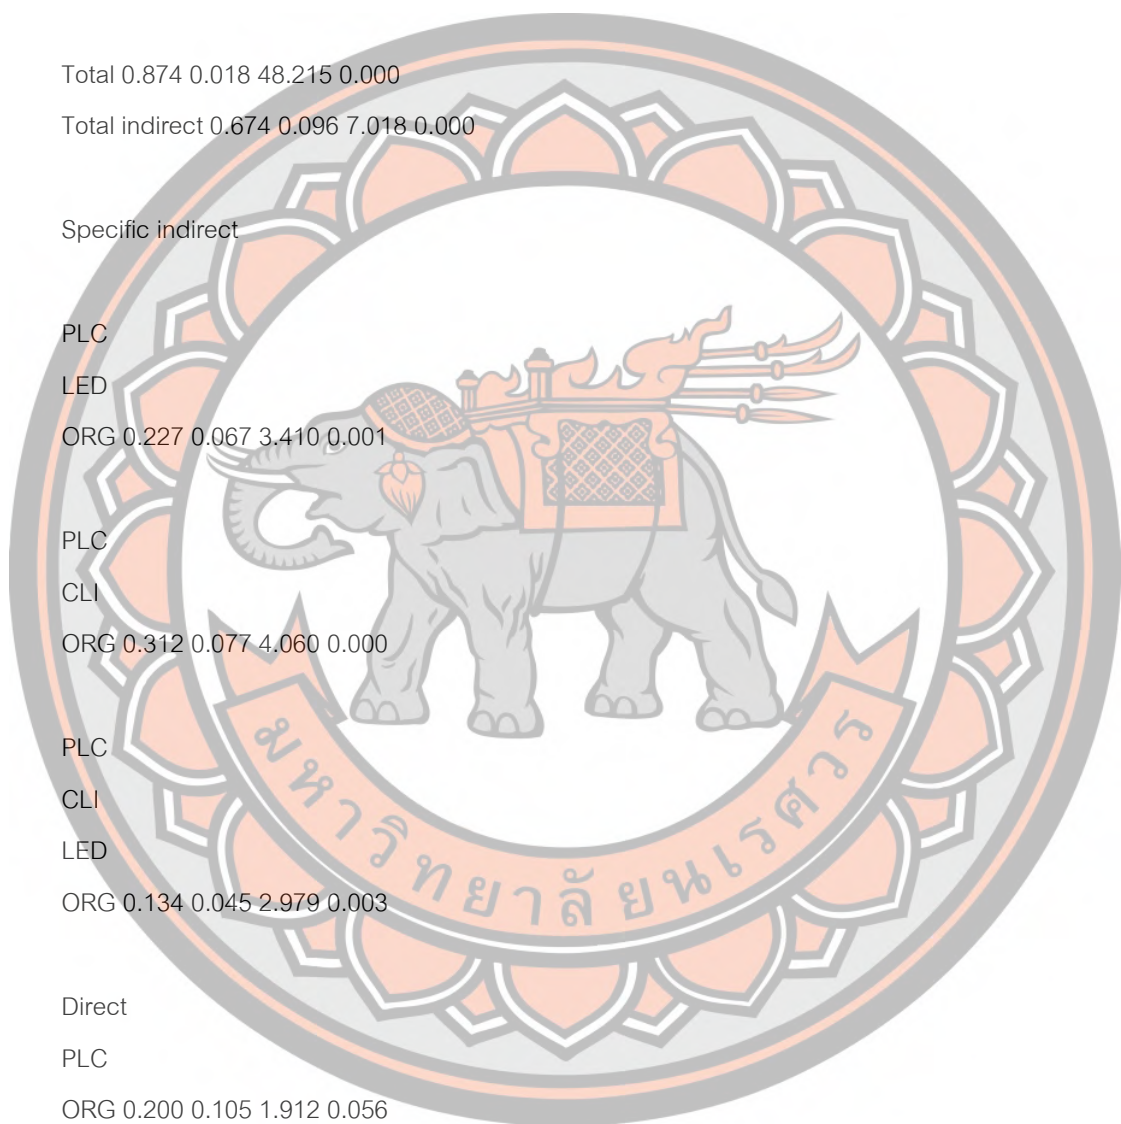 Total 0.874 0.018 48.215 0.000
Total indirect 0.674 0.096 7.018 0.000
Specific indirect
PLC
LED
ORG 0.227 0.067 3.410 0.001
PLC
CLI
ORG 0.312 0.077 4.060 0.000
PLC
CLI
LED
ORG 0.134 0.045 2.979 0.003
Direct
PLC
ORG 0.200 0.105 1.912 0.056
มหาวิทยาลัยนเรศวร